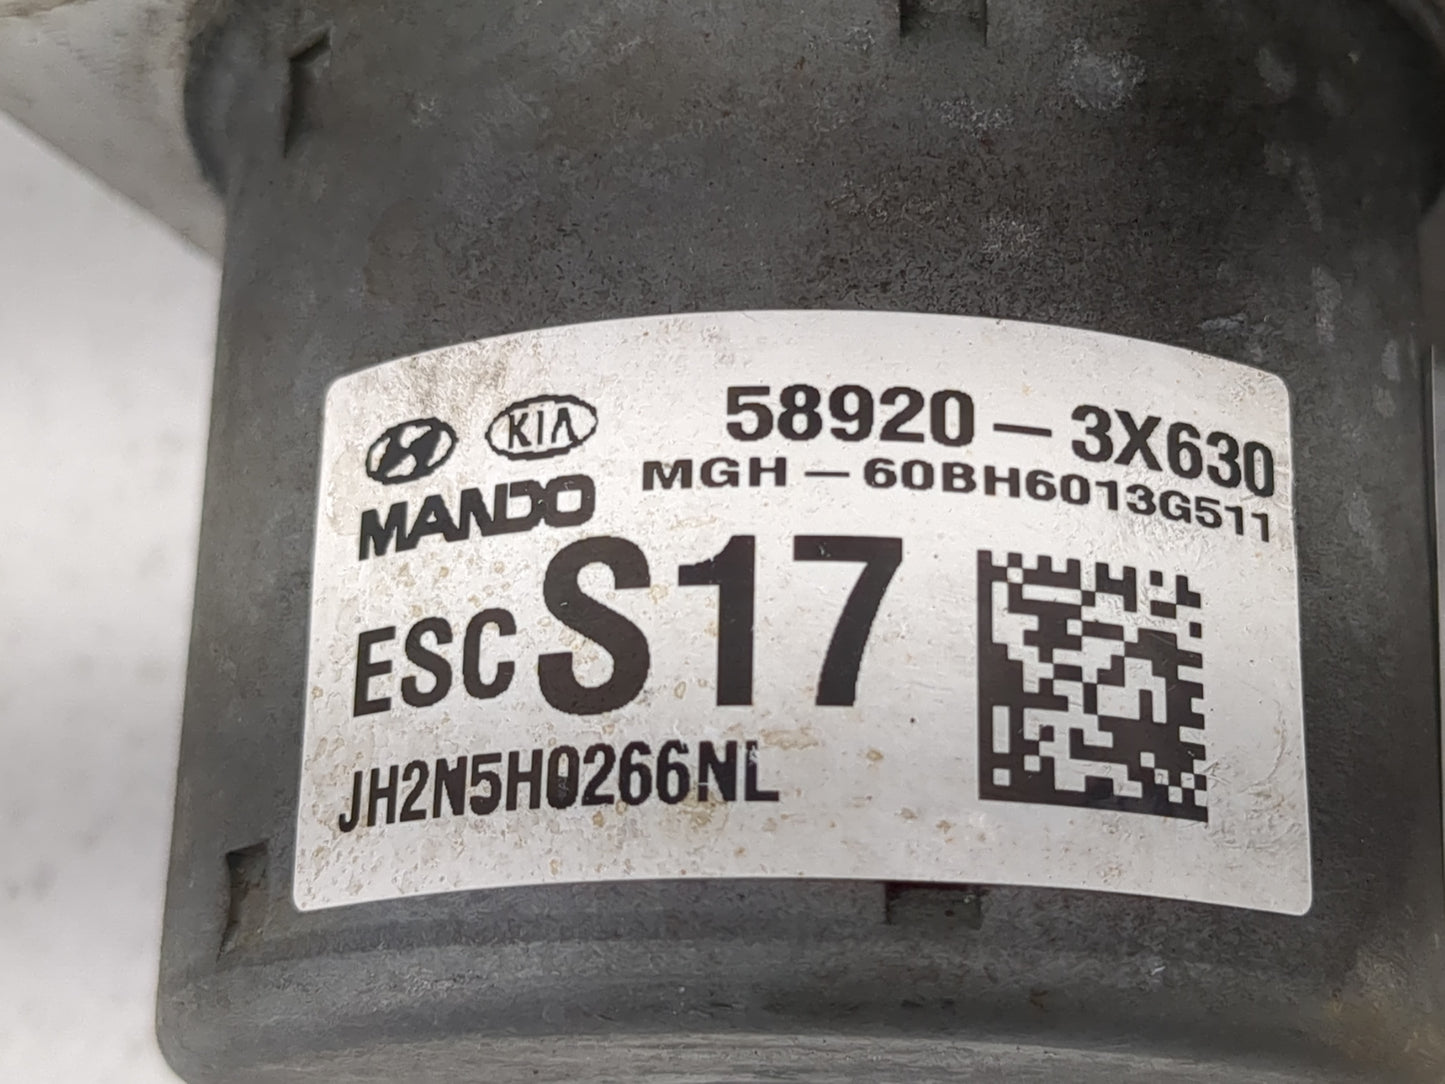 KIA
58920 - 3X630
MANDO
MGH - 60BH6013G511
ESC S17
JH2N5H0266NL